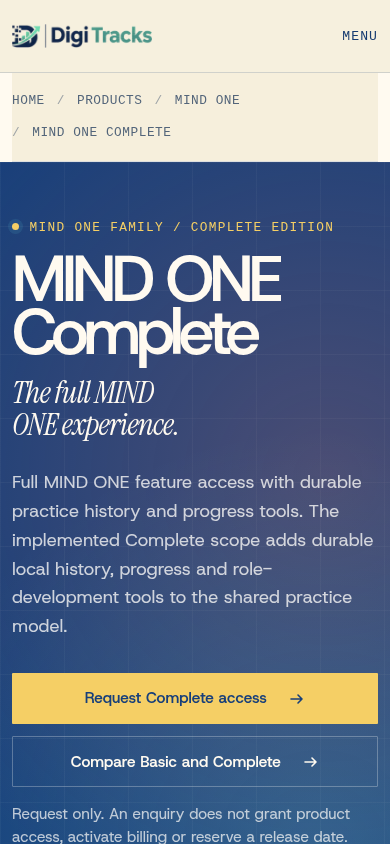 Digi Tracks
MENU
HOME / PRODUCTS / MIND ONE
/ MIND ONE COMPLETE
MIND ONE FAMILY / COMPLETE EDITION
MIND ONE
Complete
The full MIND
ONE experience.
Full MIND ONE feature access with durable
practice history and progress tools. The
implemented Complete scope adds durable
local history, progress and role-
development tools to the shared practice
model.
Request Complete access →
Compare Basic and Complete →
Request only. An enquiry does not grant product
access, activate billing or reserve a release date.